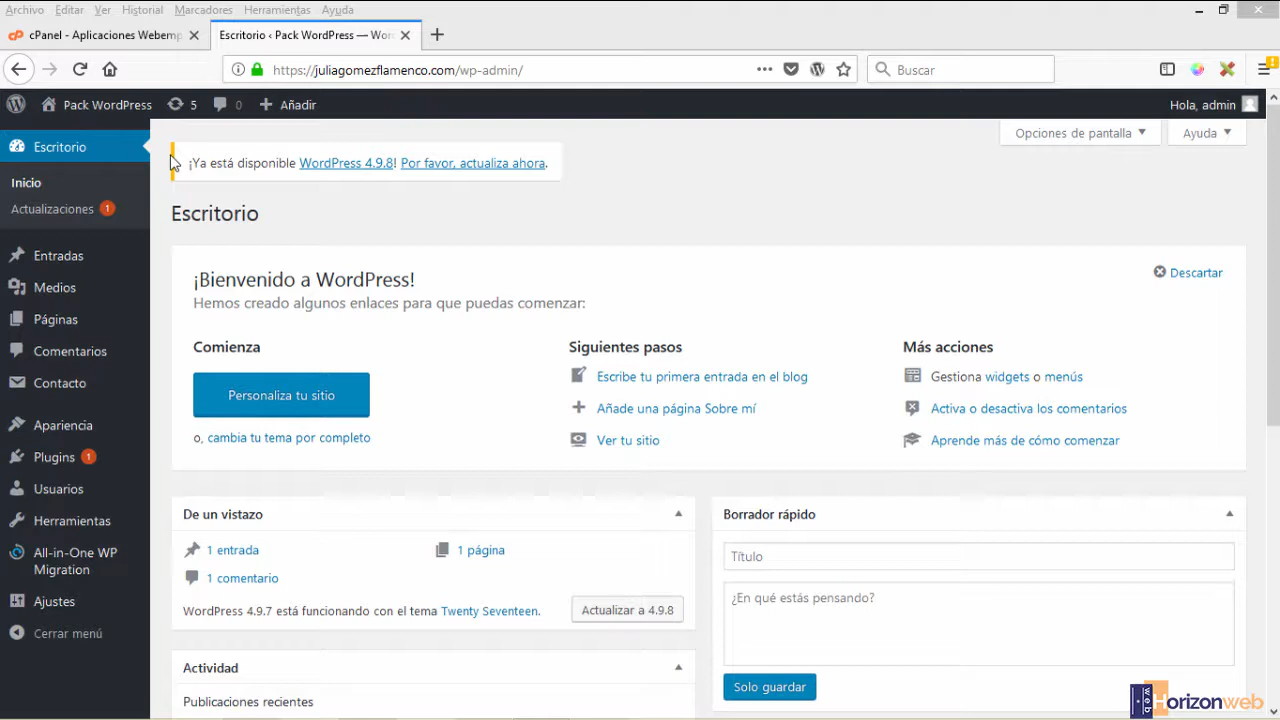 Archivo Editar Ver Historial Marcadores Herramientas Ayuda
cPanel - Aplicaciones Webemp
Escritorio ‹ Pack WordPress — Wor
https://juliagomezflamenco.com/wp-admin/
Buscar
Pack WordPress 5 0 Añadir
Hola, admin
Escritorio
Inicio
Actualizaciones 1
Entradas
Medios
Páginas
Comentarios
Contacto
Apariencia
Plugins 1
Usuarios
Herramientas
All-in-One WP
Migration
Ajustes
Cerrar menú
Opciones de pantalla
Ayuda
¡Ya está disponible WordPress 4.9.8! Por favor, actualiza ahora.
Escritorio
¡Bienvenido a WordPress!
Descartar
Hemos creado algunos enlaces para que puedas comenzar:
Comienza
Personaliza tu sitio
o, cambia tu tema por completo
Siguientes pasos
Escribe tu primera entrada en el blog
Añade una página Sobre mí
Ver tu sitio
Más acciones
Gestiona widgets o menús
Activa o desactiva los comentarios
Aprende más de cómo comenzar
De un vistazo
1 entrada
1 página
1 comentario
WordPress 4.9.7 está funcionando con el tema Twenty Seventeen.
Actualizar a 4.9.8
Actividad
Publicaciones recientes
Borrador rápido
Título
¿En qué estás pensando?
Solo guardar
web Horizonweb